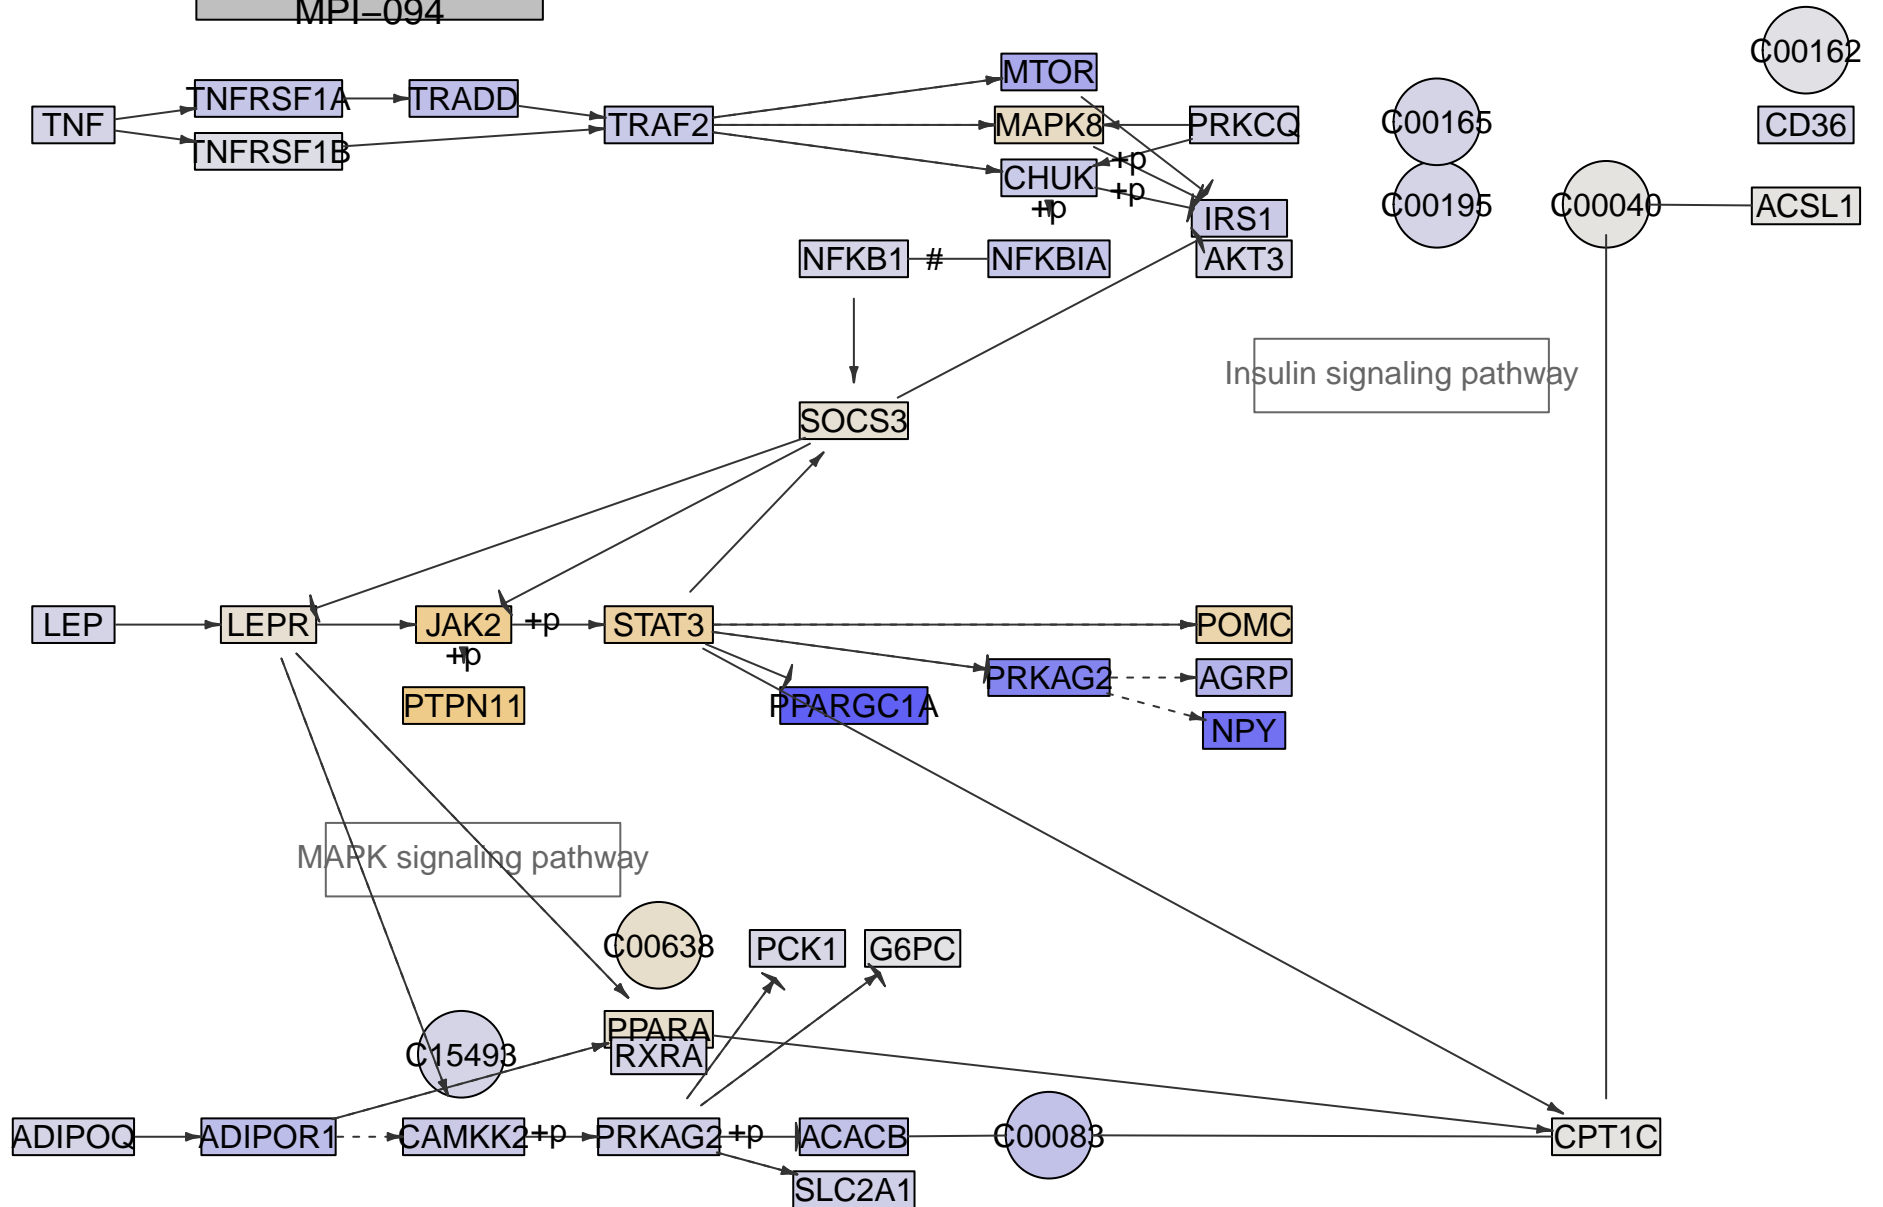 MPI−094
C00162
MTOR
TNFRSF1A
TRADD
TNF
TRAF2
MAPK8
PRKCQ
C00165
CD36
TNFRSF1B
+p
CHUK
+p
+p
IRS1
C00195
C00040
ACSL1
NFKB1
#
NFKBIA
AKT3
Insulin signaling pathway
SOCS3
LEP
LEPR
JAK2
+p
STAT3
POMC
+p
PRKAG2
AGRP
PTPN11
PPARGC1A
NPY
MAPK signaling pathway
C00638
PCK1
G6PC
PPARA
C15493
RXRA
ADIPOQ
ADIPOR1
CAMKK2
+p
PRKAG2
+p
ACACB
C00083
CPT1C
SLC2A1